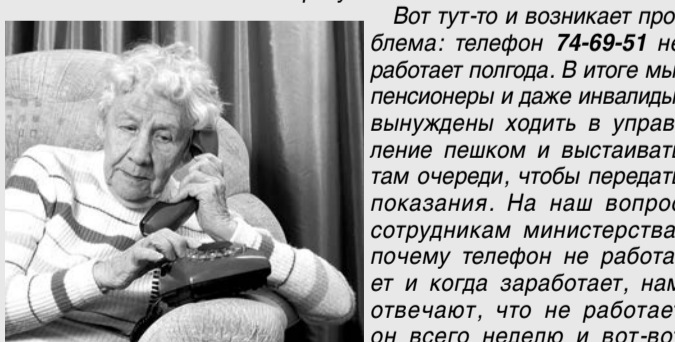 Вот тут-то и возникает про-
блема: телефон 74-69-51 не
работает полгода. В итоге мы,
пенсионеры и даже инвалиды,
вынуждены ходить в управ-
ление пешком и выстаивать
там очереди, чтобы передать
показания. На наш вопрос
сотрудникам министерства,
почему телефон не работа-
ет и когда заработает, нам
отвечают, что не работает
он всего неделю и вот-вот